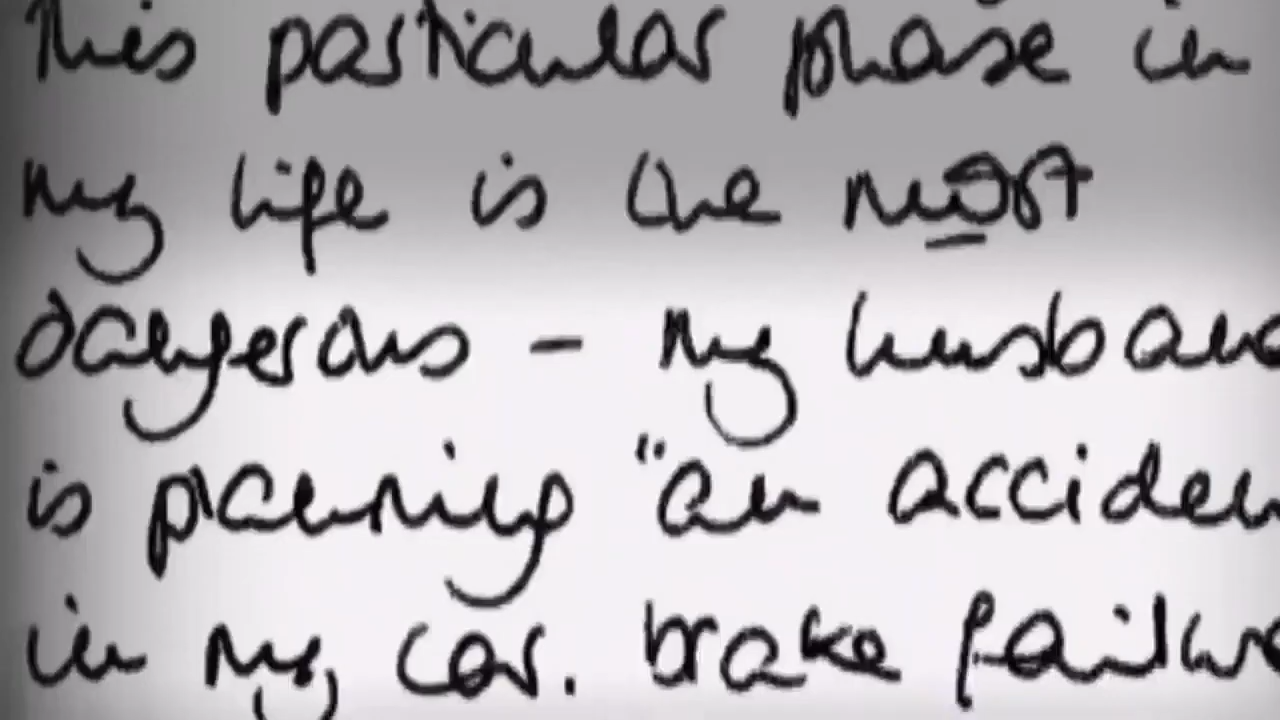 this particular phase in
my life is the most
dangerous – my husband
is planning "an acciden
in my car. brake failure